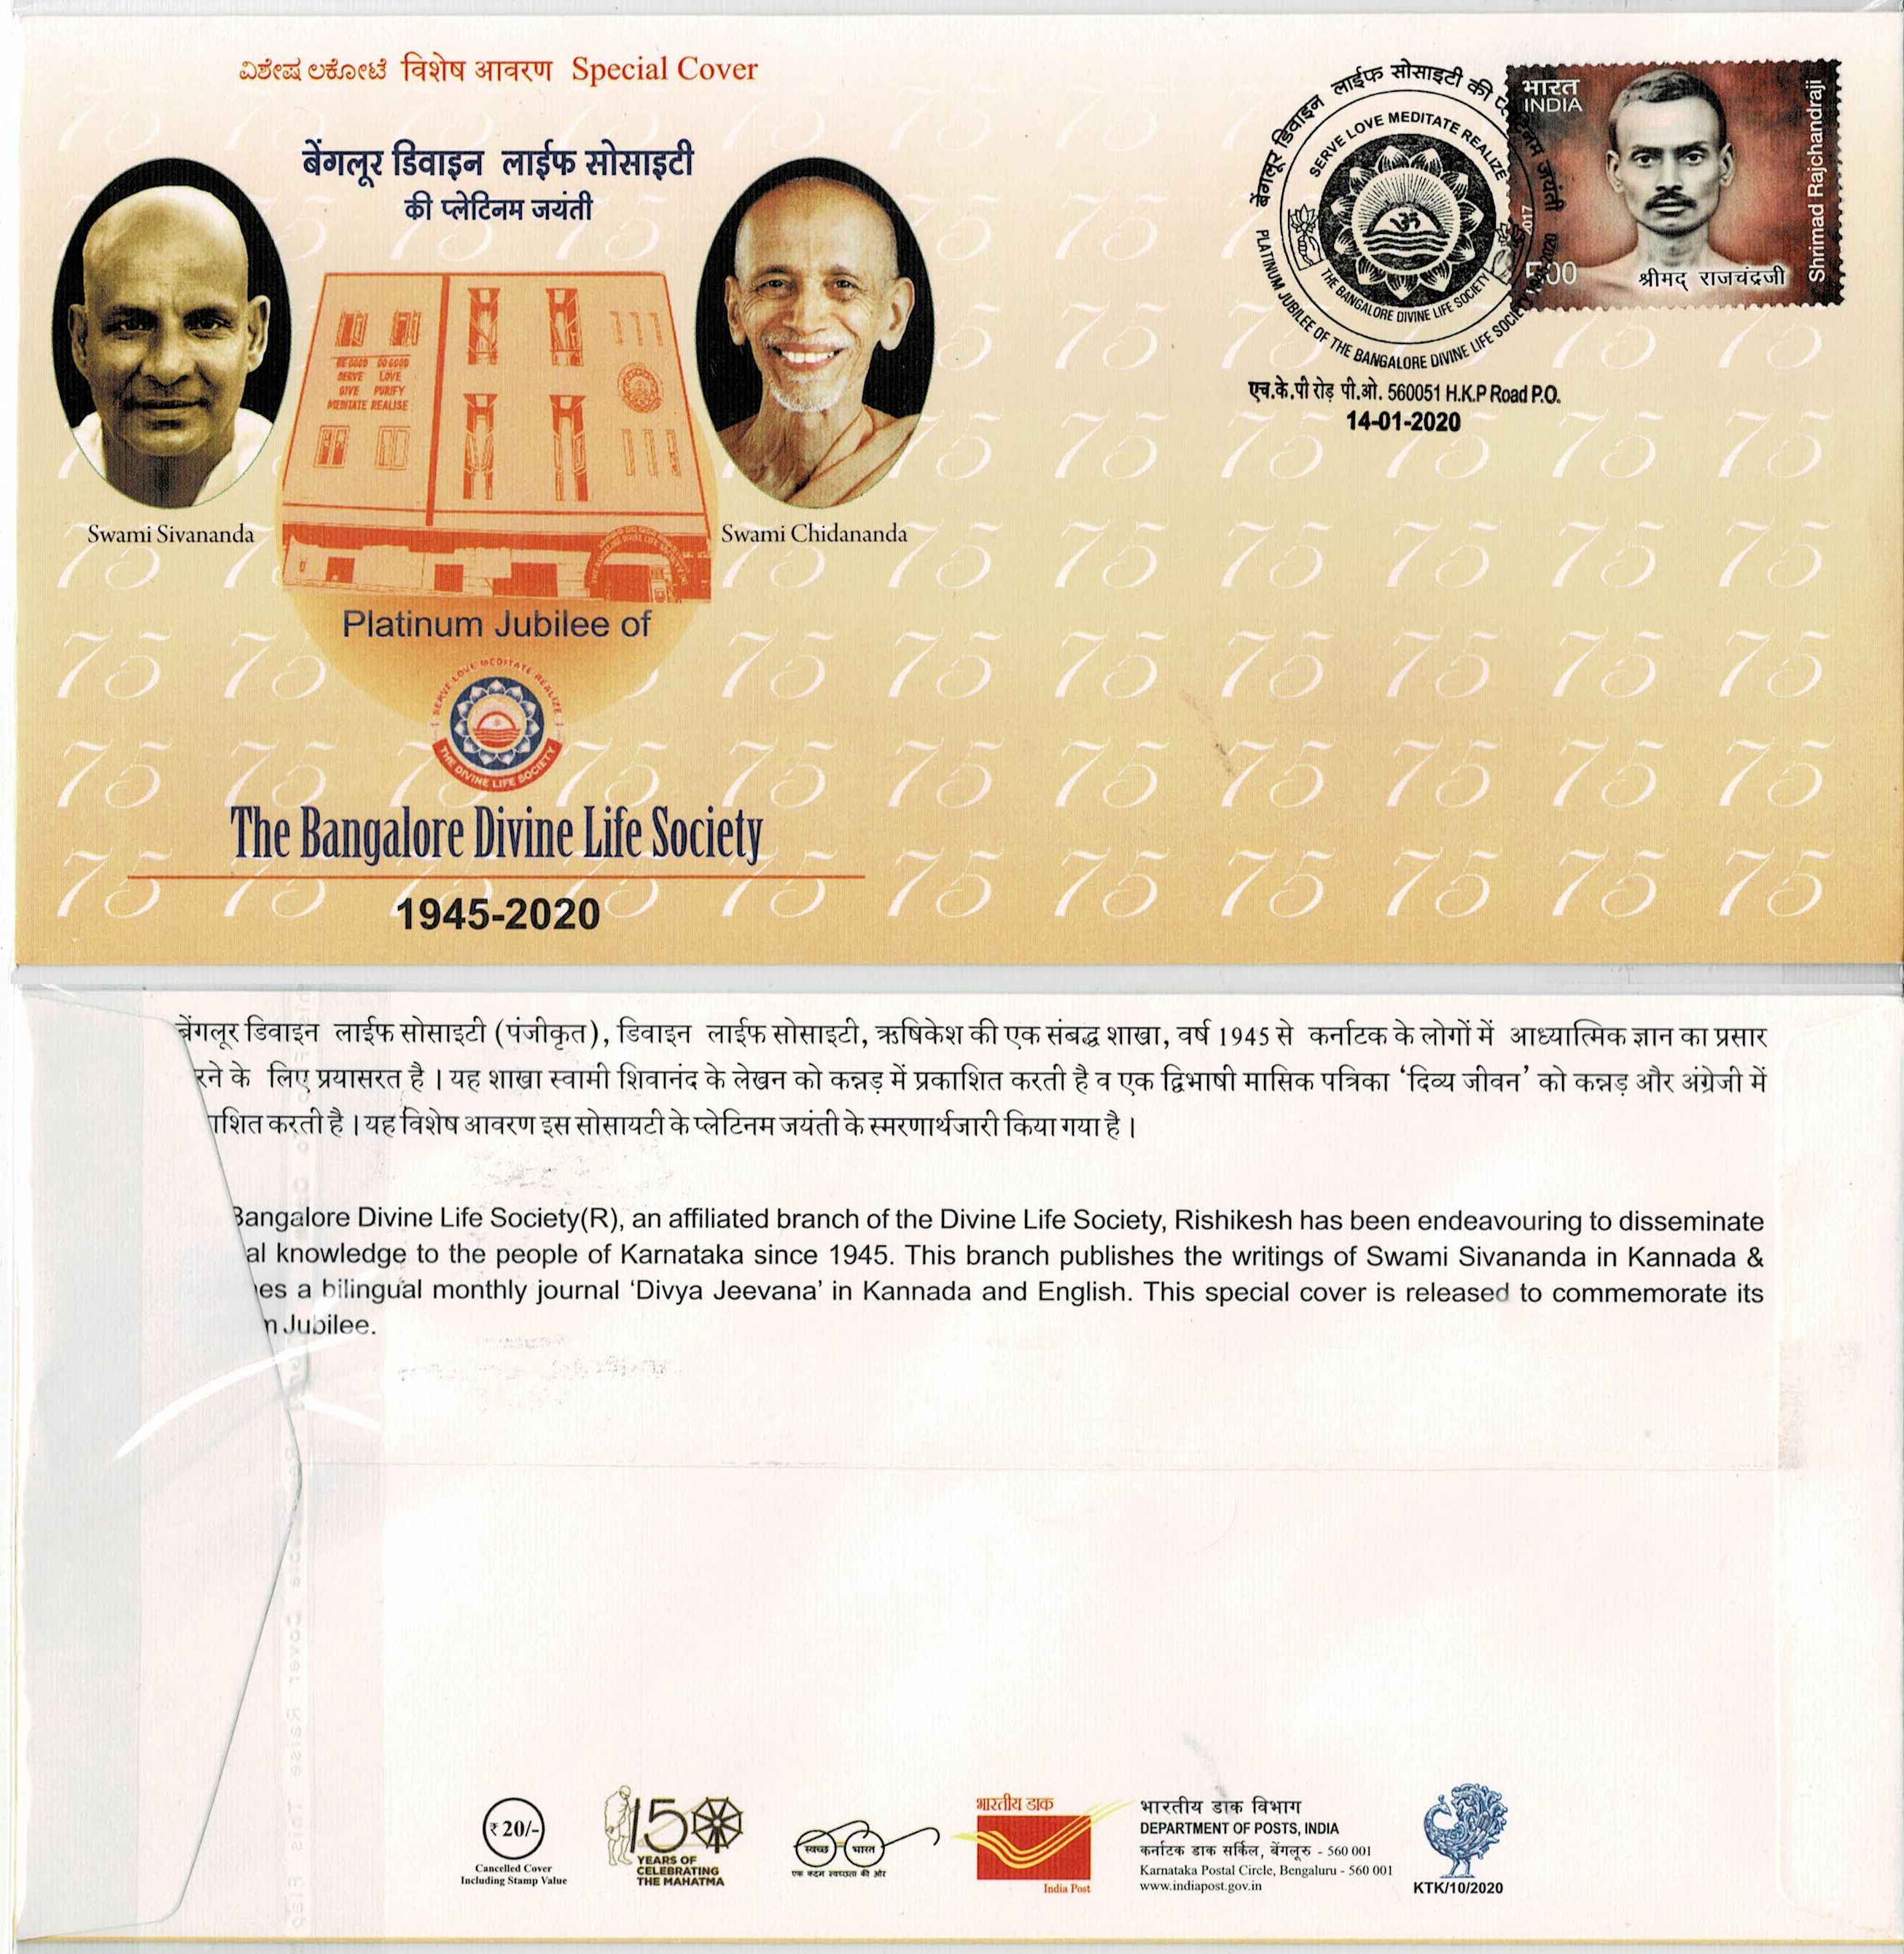 ವಿಶೇಷ ಲಕೋಟೆ विशेष आवरण Special Cover
बेंगलूर डिवाइन लाईफ सोसाइटी
की प्लेटिनम जयंती
BE GOOD DO GOOD
SERVE LOVE
GIVE PURIFY
MEDITATE REALISE
Swami Sivananda
Swami Chidananda
Platinum Jubilee of
SERVE LOVE MEDITATE REALIZE
THE DIVINE LIFE SOCIETY
The Bangalore Divine Life Society
1945-2020
बेंगलूर डिवाइन लाईफ सोसाइटी की प्लेटिनम जयंती
SERVE LOVE MEDITATE REALIZE
THE BANGALORE DIVINE LIFE SOCIETY
PLATINUM JUBILEE OF THE BANGALORE DIVINE LIFE SOCIETY
एच.के.पी रोड़ पी.ओ. 560051 H.K.P Road P.O.
14-01-2020
भारत
INDIA
2017
5.00
श्रीमद् राजचंद्रजी
Shrimad Rajchandraji
75
बेंगलूर डिवाइन लाईफ सोसाइटी (पंजीकृत), डिवाइन लाईफ सोसाइटी, ऋषिकेश की एक संबद्ध शाखा, वर्ष 1945 से कर्नाटक के लोगों में आध्यात्मिक ज्ञान का प्रसार
रने के लिए प्रयासरत है। यह शाखा स्वामी शिवानंद के लेखन को कन्नड़ में प्रकाशित करती है व एक द्विभाषी मासिक पत्रिका ‘दिव्य जीवन’ को कन्नड़ और अंग्रेजी में
ाशित करती है। यह विशेष आवरण इस सोसायटी के प्लेटिनम जयंती के स्मरणार्थ जारी किया गया है।
Bangalore Divine Life Society(R), an affiliated branch of the Divine Life Society, Rishikesh has been endeavouring to disseminate
al knowledge to the people of Karnataka since 1945. This branch publishes the writings of Swami Sivananda in Kannada &
es a bilingual monthly journal ‘Divya Jeevana’ in Kannada and English. This special cover is released to commemorate its
n Jubilee.
₹ 20/-
Cancelled Cover
Including Stamp Value
150
YEARS OF
CELEBRATING
THE MAHATMA
स्वच्छ भारत
एक कदम स्वच्छता की ओर
भारतीय डाक
India Post
भारतीय डाक विभाग
DEPARTMENT OF POSTS, INDIA
कर्नाटक डाक सर्किल, बेंगलूरु - 560 001
Karnataka Postal Circle, Bengaluru - 560 001
www.indiapost.gov.in
KTK/10/2020